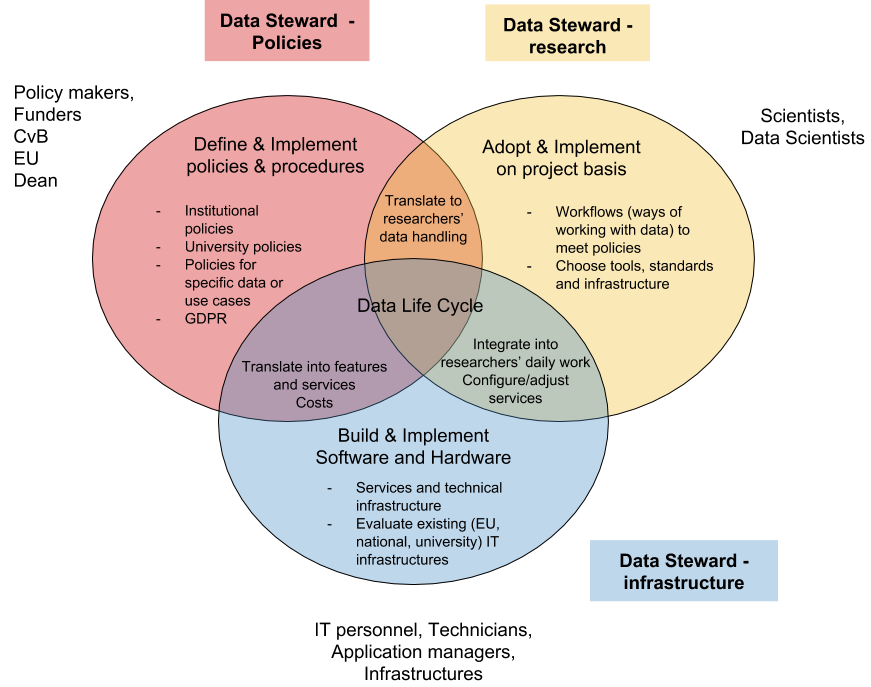 Data Steward -
Policies
Data Steward -
research
Policy makers,
Funders
CvB
EU
Dean
Scientists,
Data Scientists
Define & Implement
policies & procedures
- Institutional
policies
- University policies
- Policies for
specific data or
use cases
- GDPR
Translate to
researchers'
data handling
Adopt & Implement
on project basis
- Workflows (ways of
working with data) to
meet policies
- Choose tools, standards
and infrastructure
Data Life Cycle
Translate into features
and services
Costs
Integrate into
researchers' daily work
Configure/adjust
services
Build & Implement
Software and Hardware
- Services and technical
infrastructure
- Evaluate existing (EU,
national, university) IT
infrastructures
Data Steward -
infrastructure
IT personnel, Technicians,
Application managers,
Infrastructures